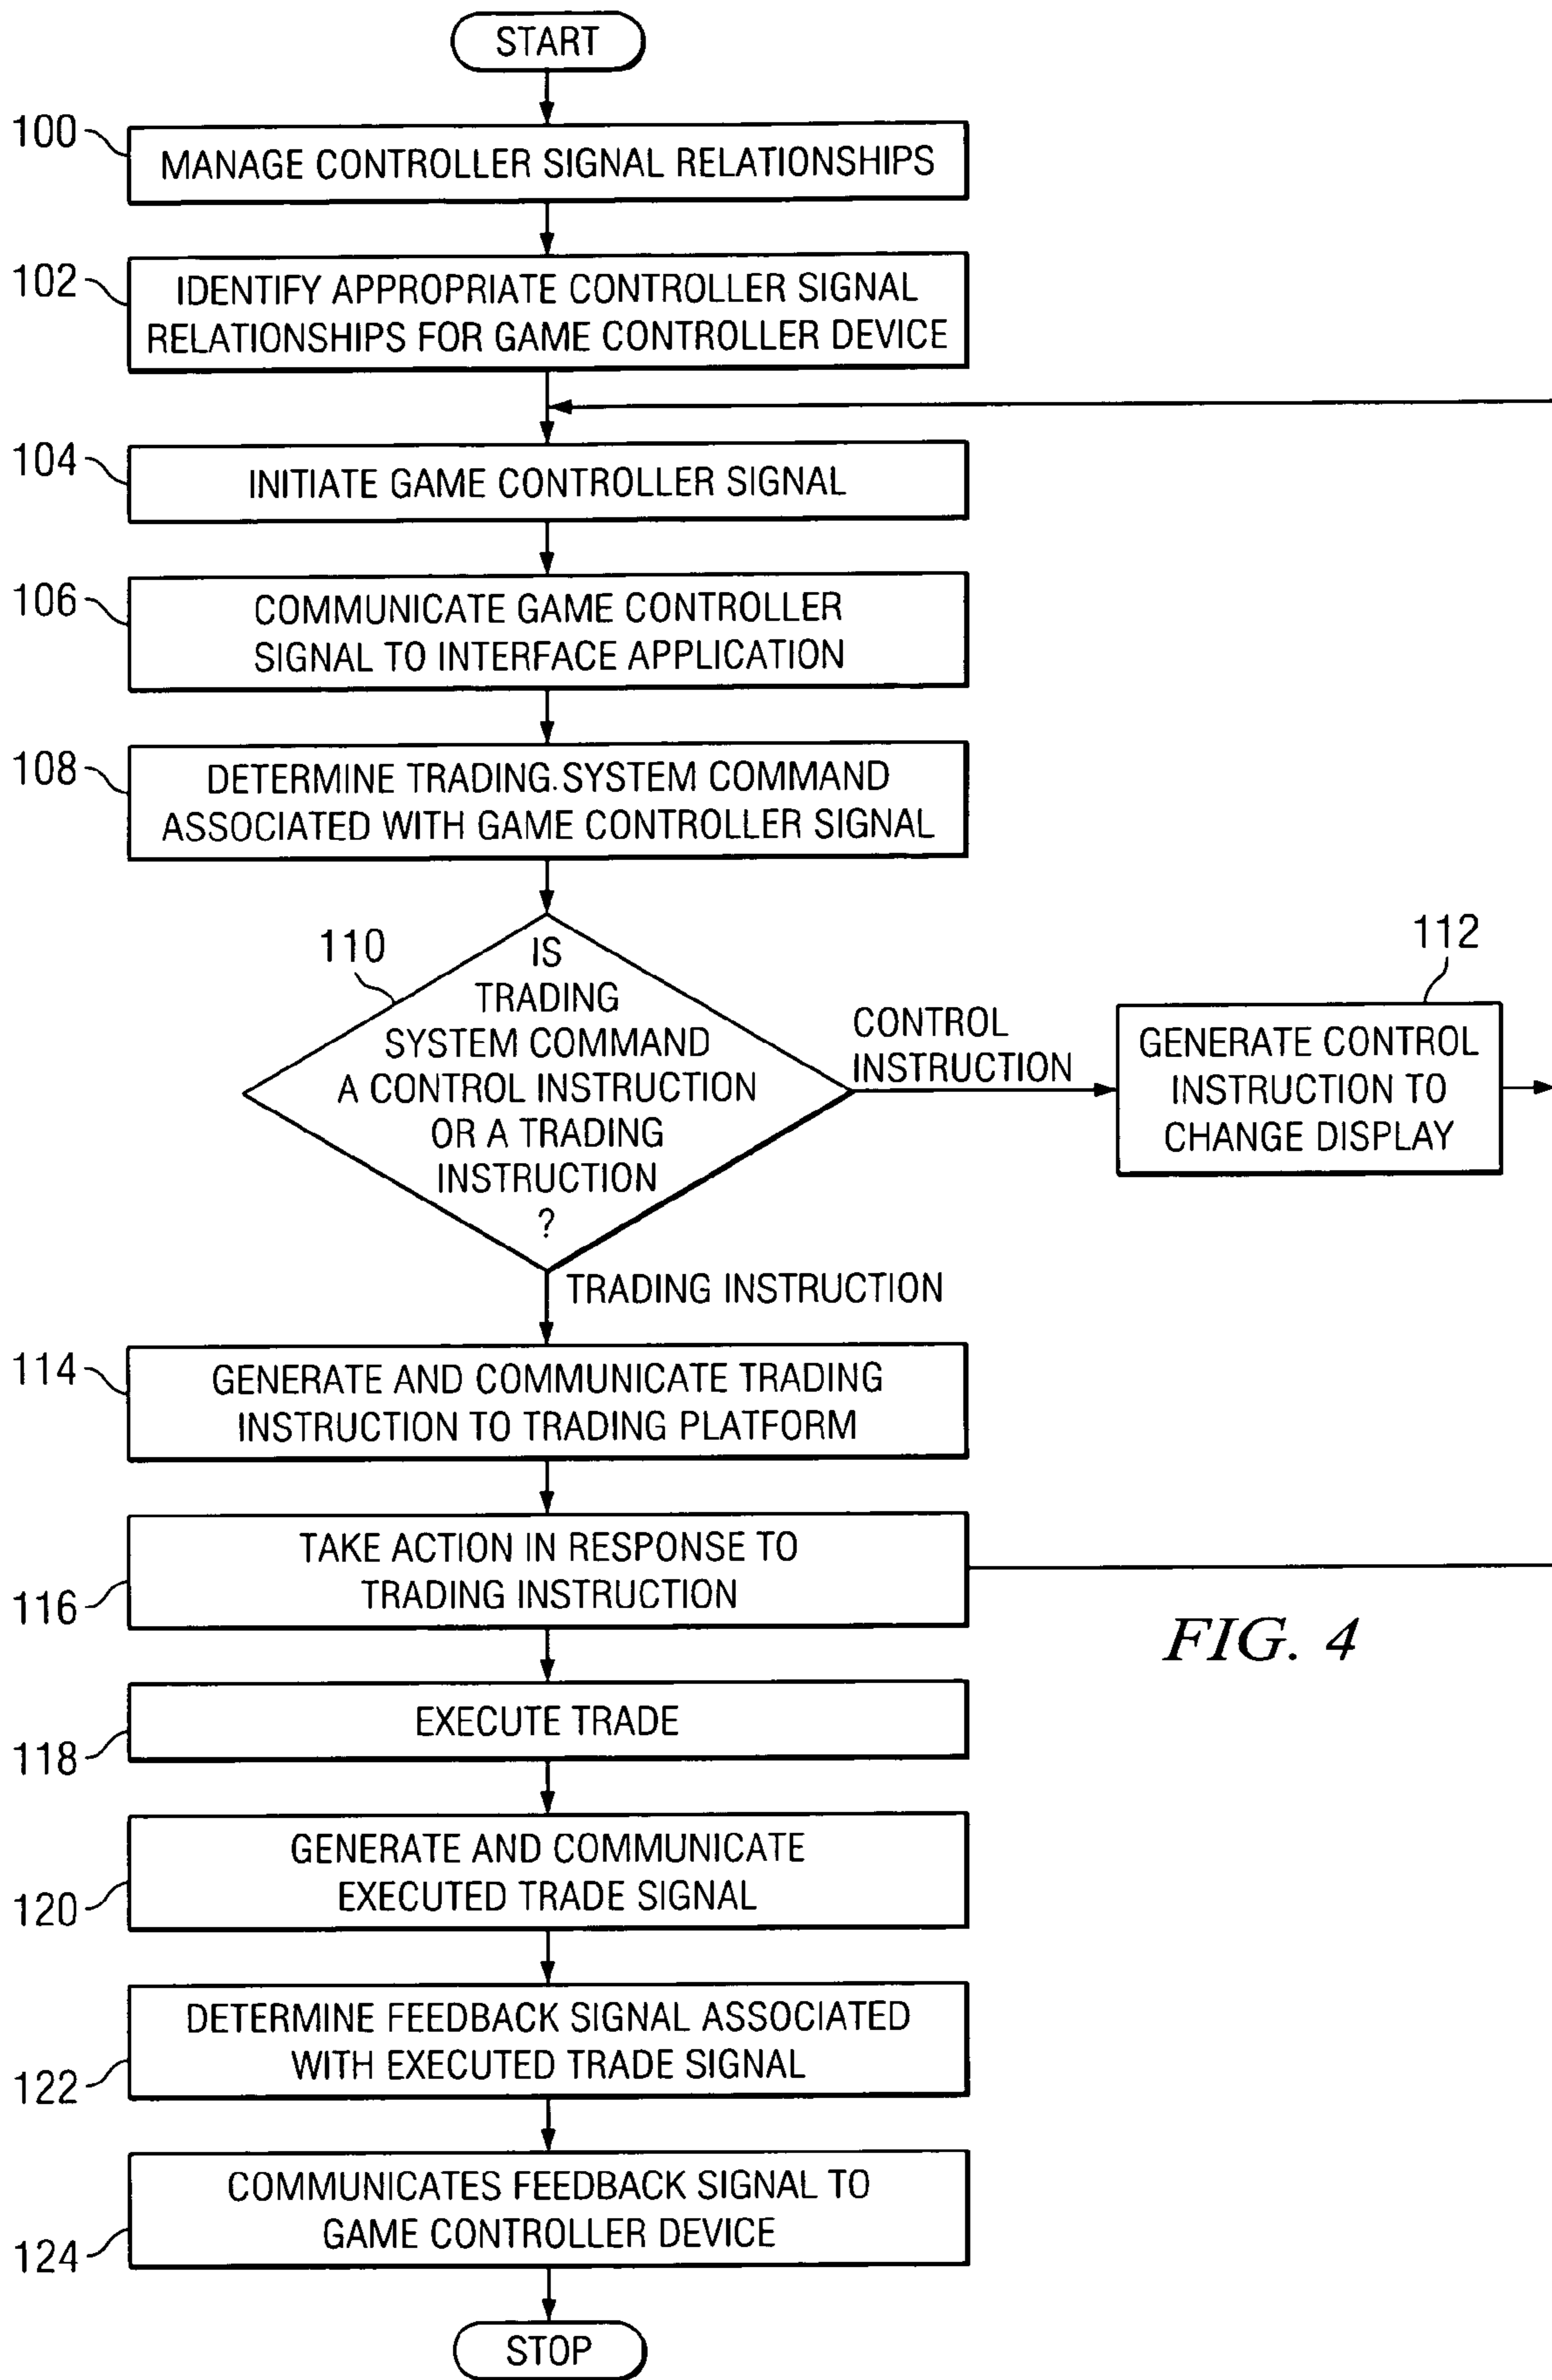 START
100
MANAGE CONTROLLER SIGNAL RELATIONSHIPS
102
IDENTIFY APPROPRIATE CONTROLLER SIGNAL
RELATIONSHIPS FOR GAME CONTROLLER DEVICE
104
INITIATE GAME CONTROLLER SIGNAL
106
COMMUNICATE GAME CONTROLLER
SIGNAL TO INTERFACE APPLICATION
108
DETERMINE TRADING.SYSTEM COMMAND
ASSOCIATED WITH GAME CONTROLLER SIGNAL
110
IS
TRADING
SYSTEM COMMAND
A CONTROL INSTRUCTION
OR A TRADING
INSTRUCTION
?
CONTROL
INSTRUCTION
112
GENERATE CONTROL
INSTRUCTION TO
CHANGE DISPLAY
TRADING INSTRUCTION
114
GENERATE AND COMMUNICATE TRADING
INSTRUCTION TO TRADING PLATFORM
116
TAKE ACTION IN RESPONSE TO
TRADING INSTRUCTION
FIG. 4
118
EXECUTE TRADE
120
GENERATE AND COMMUNICATE
EXECUTED TRADE SIGNAL
122
DETERMINE FEEDBACK SIGNAL ASSOCIATED
WITH EXECUTED TRADE SIGNAL
124
COMMUNICATES FEEDBACK SIGNAL TO
GAME CONTROLLER DEVICE
STOP